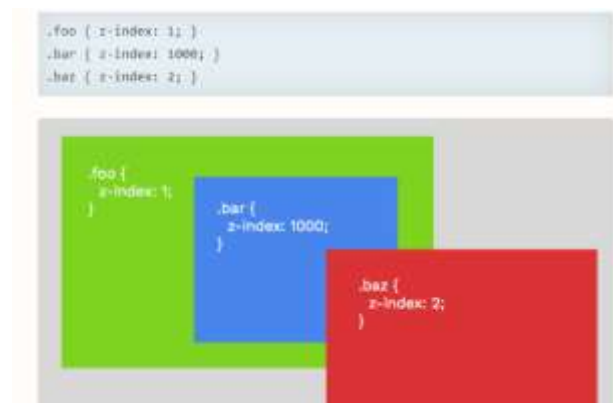 .foo { z-index: 1; }
.bar { z-index: 1000; }
.baz { z-index: 2; }
.foo {
z-index: 1;
}
.bar {
z-index: 1000;
}
.baz {
z-index: 2;
}